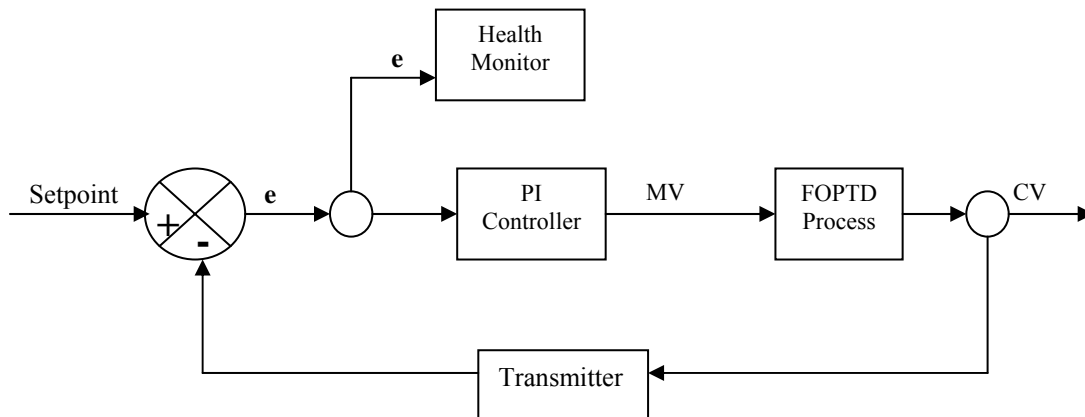 Health
Monitor
e
Setpoint
+
-
e
PI
Controller
MV
FOPTD
Process
CV
Transmitter